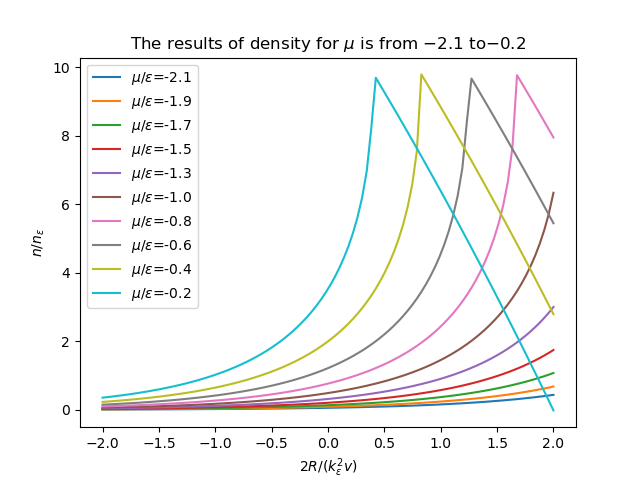 The results of density for μ is from −2.1 to−0.2
n/n_ε
10
8
6
4
2
0
μ/ε=-2.1
μ/ε=-1.9
μ/ε=-1.7
μ/ε=-1.5
μ/ε=-1.3
μ/ε=-1.0
μ/ε=-0.8
μ/ε=-0.6
μ/ε=-0.4
μ/ε=-0.2
−2.0 −1.5 −1.0 −0.5 0.0 0.5 1.0 1.5 2.0
2R/(k_ε^2 v)